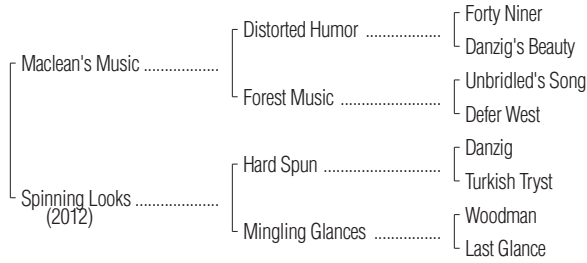 Forty Niner
Distorted Humor ..................
Danzig's Beauty
Maclean's Music ..................
Unbridled's Song
Forest Music ........................
Defer West
Danzig
Hard Spun ............................
Turkish Tryst
Spinning Looks ....................
(2012)
Woodman
Mingling Glances ................
Last Glance